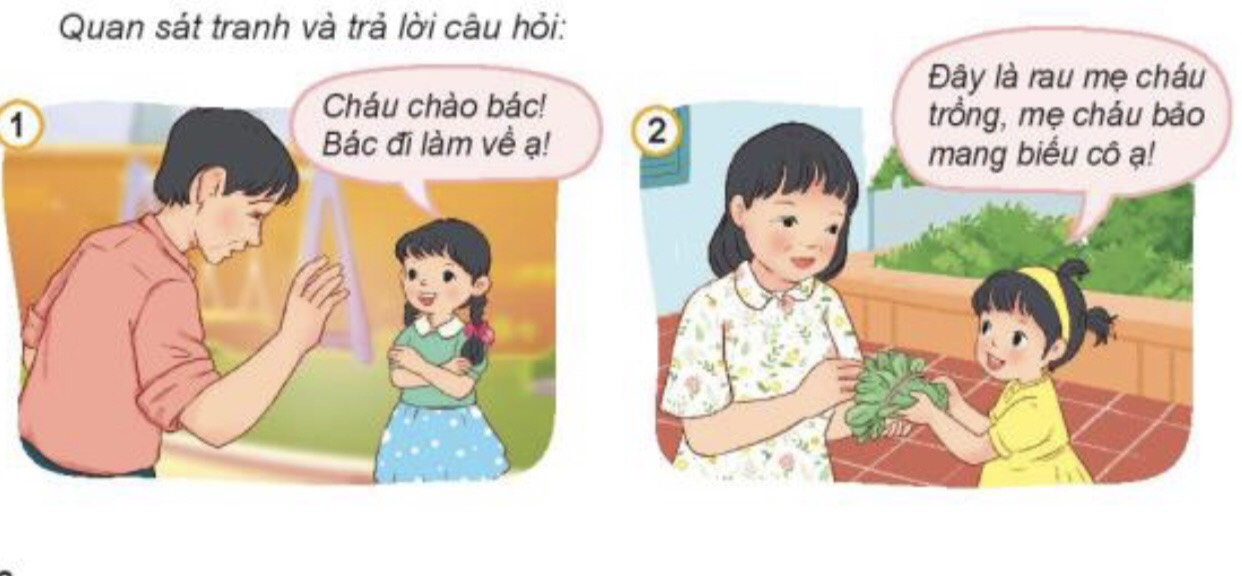 Quan sát tranh và trả lời câu hỏi:
1
Cháu chào bác!
Bác đi làm về ạ!
2
Đây là rau mẹ cháu
trồng, mẹ cháu bảo
mang biếu cô ạ!